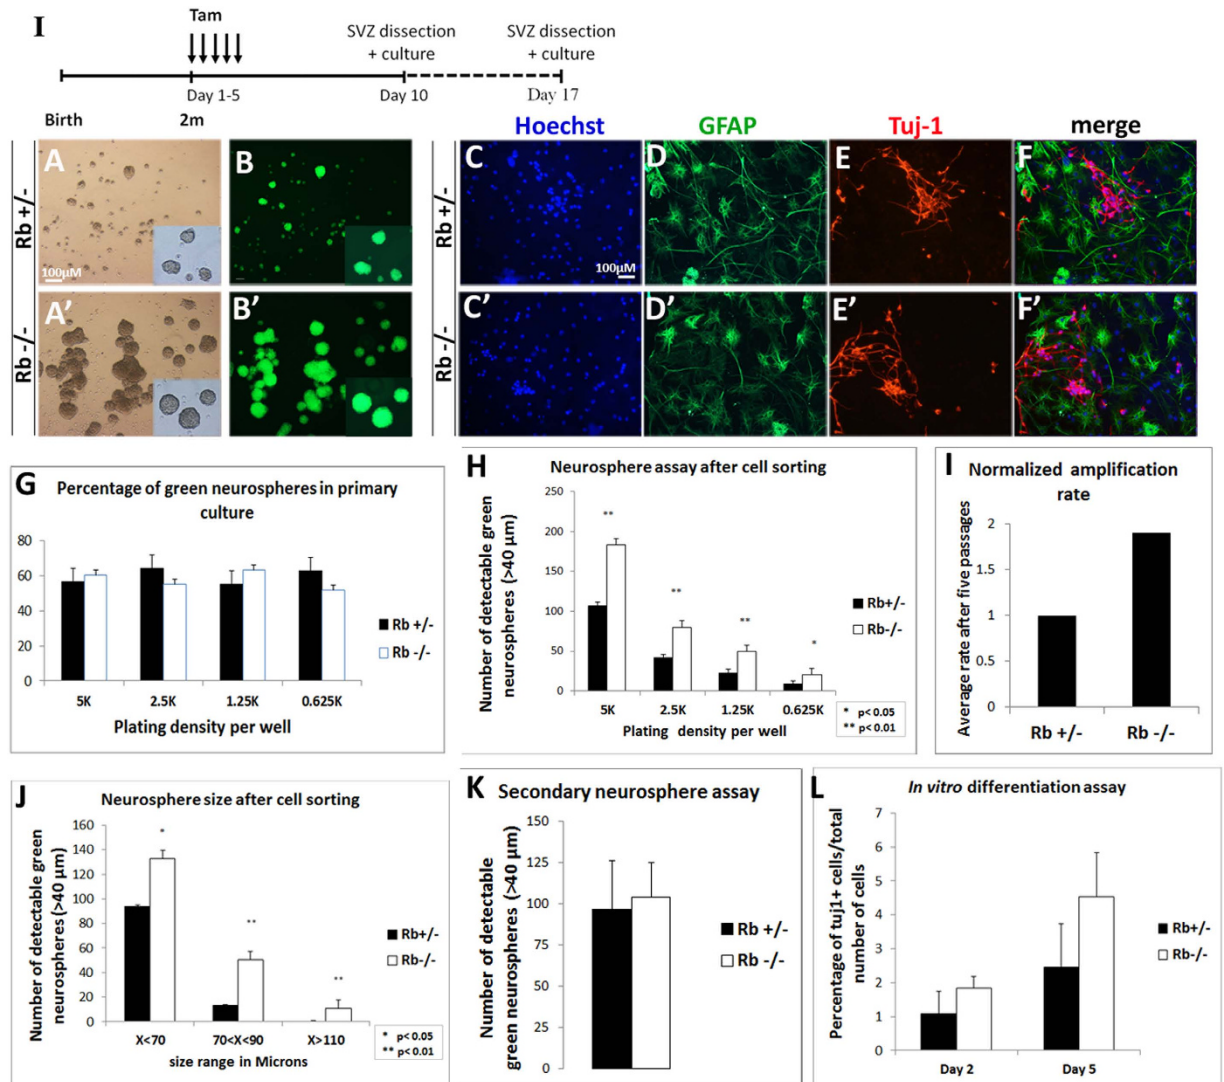 I
Tam
SVZ dissection
+ culture
SVZ dissection
+ culture
Day 1-5
Day 10
Day 17
Birth
2m
Hoechst
GFAP
Tuj-1
merge
Rb +/-
A
100µM
B
Rb +/-
C
100µM
D
E
F
Rb -/-
A’
B’
Rb -/-
C’
D’
E’
F’
G
Percentage of green neurospheres in primary
culture
80
60
40
20
0
5K
2.5K
1.25K
0.625K
Plating density per well
Rb +/-
Rb -/-
H
Neurosphere assay after cell sorting
Number of detectable green
neurospheres (>40 µm)
250
200
150
100
50
0
**
**
**
*
5K
2.5K
1.25K
0.625K
Plating density per well
Rb+/-
Rb-/-
* p< 0.05
** p< 0.01
I
Normalized amplification
rate
Average rate after five passages
2
1.5
1
0.5
0
Rb +/-
Rb -/-
J
Neurosphere size after cell sorting
Number of detectable green
neurospheres (>40 µm)
160
140
120
100
80
60
40
20
0
*
**
**
X<70
70<X<90
X>110
size range in Microns
Rb+/-
Rb-/-
* p< 0.05
** p< 0.01
K
Secondary neurosphere assay
Number of detectable
green neurospheres (>40 µm)
150
125
100
75
50
25
0
Rb +/-
Rb -/-
L
In vitro differentiation assay
Percentage of tuj1+ cells/total
number of cells
7
6
5
4
3
2
1
0
Day 2
Day 5
Rb+/-
Rb-/-